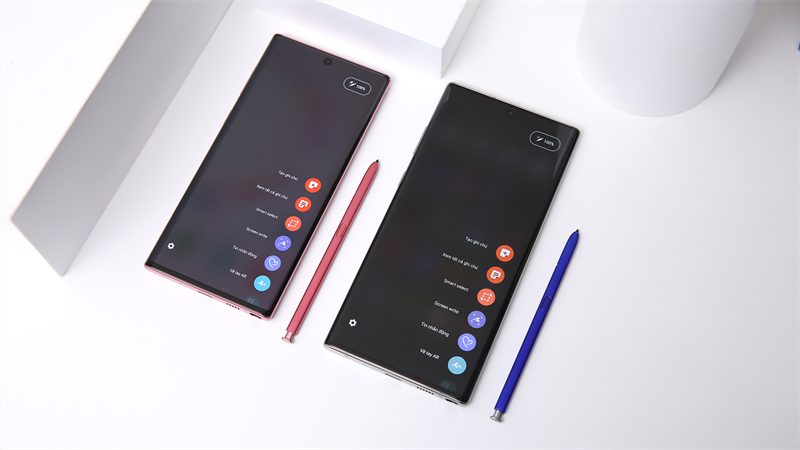 100%
Tạo ghi chú
Xem tất cả ghi chú
Smart select
Screen write
Tin nhắn động
Vẽ tay AR
100%
Tạo ghi chú
Xem tất cả ghi chú
Smart select
Screen write
Tin nhắn động
Vẽ tay AR